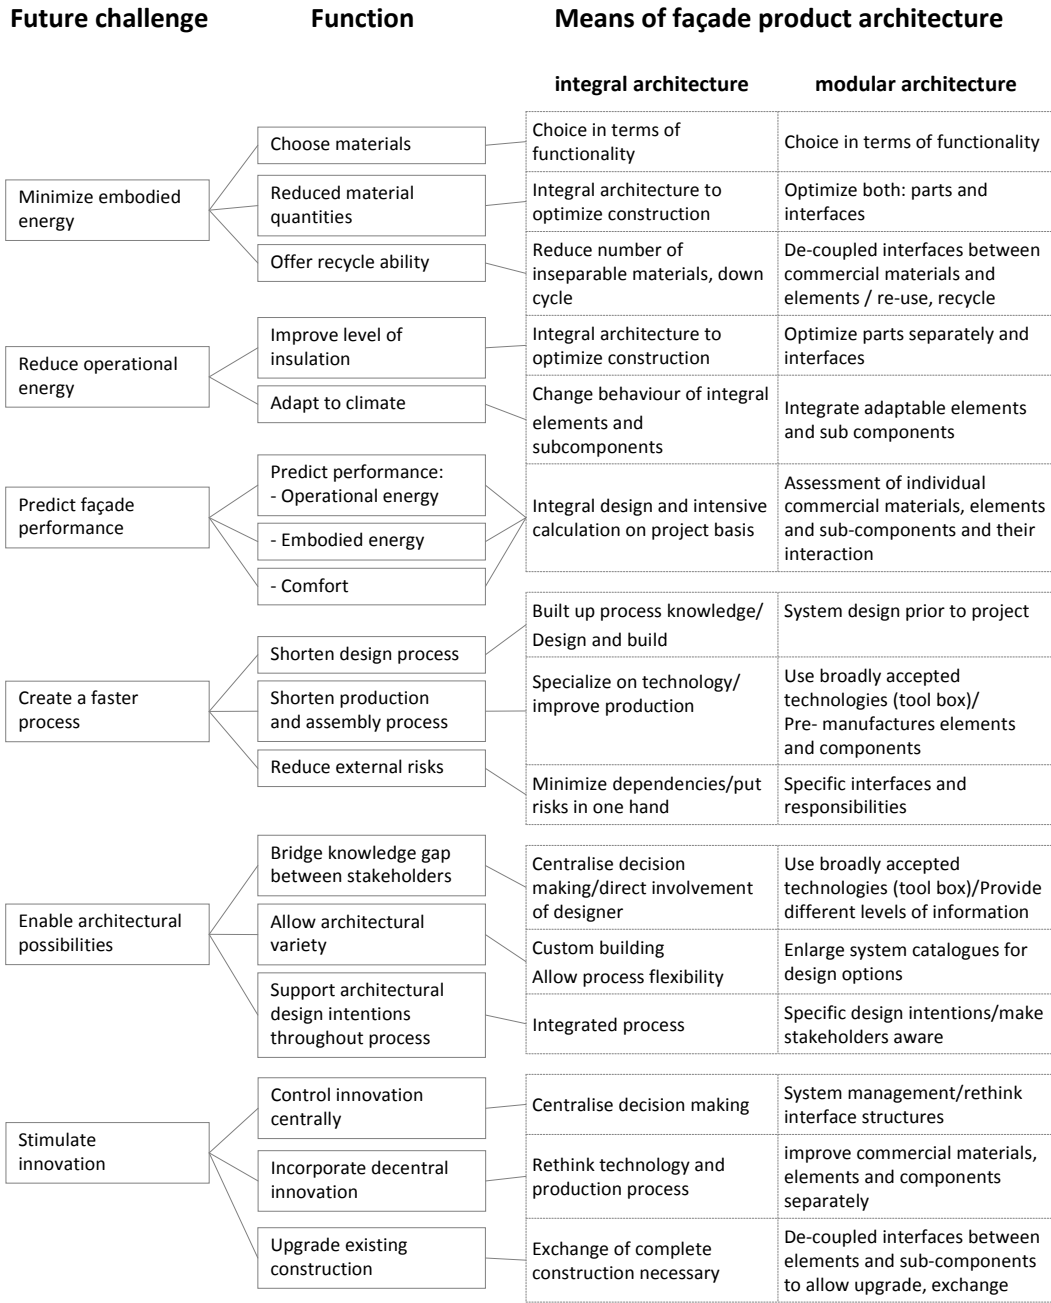 Future challenge
Function
Means of façade product architecture
integral architecture
modular architecture
Minimize embodied
energy
Choose materials
Choice in terms of
functionality
Choice in terms of functionality
Reduced material
quantities
Integral architecture to
optimize construction
Optimize both: parts and
interfaces
Offer recycle ability
Reduce number of
inseparable materials, down
cycle
De-coupled interfaces between
commercial materials and
elements / re-use, recycle
Reduce operational
energy
Improve level of
insulation
Integral architecture to
optimize construction
Optimize parts separately and
interfaces
Adapt to climate
Change behaviour of integral
elements and
subcomponents
Integrate adaptable elements
and sub components
Predict façade
performance
Predict performance:
- Operational energy
- Embodied energy
- Comfort
Integral design and intensive
calculation on project basis
Assessment of individual
commercial materials, elements
and sub-components and their
interaction
Create a faster
process
Shorten design process
Built up process knowledge/
Design and build
System design prior to project
Shorten production
and assembly process
Specialize on technology/
improve production
Use broadly accepted
technologies (tool box)/
Pre- manufactures elements
and components
Reduce external risks
Minimize dependencies/put
risks in one hand
Specific interfaces and
responsibilities
Enable architectural
possibilities
Bridge knowledge gap
between stakeholders
Centralise decision
making/direct involvement
of designer
Use broadly accepted
technologies (tool box)/Provide
different levels of information
Allow architectural
variety
Custom building
Allow process flexibility
Enlarge system catalogues for
design options
Support architectural
design intentions
throughout process
Integrated process
Specific design intentions/make
stakeholders aware
Stimulate
innovation
Control innovation
centrally
Centralise decision making
System management/rethink
interface structures
Incorporate decentral
innovation
Rethink technology and
production process
improve commercial materials,
elements and components
separately
Upgrade existing
construction
Exchange of complete
construction necessary
De-coupled interfaces between
elements and sub-components
to allow upgrade, exchange